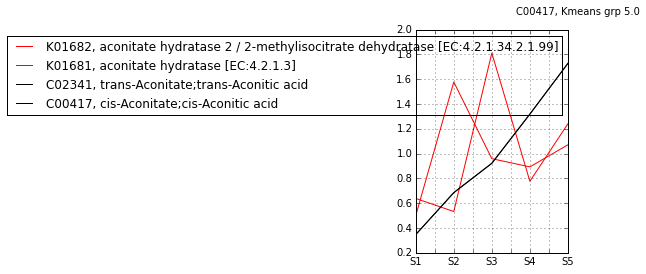 C00417, Kmeans grp 5.0
K01682, aconitate hydratase 2 / 2-methylisocitrate dehydratase [EC:4.2.1.34.2.1.99]
K01681, aconitate hydratase [EC:4.2.1.3]
C02341, trans-Aconitate;trans-Aconitic acid
C00417, cis-Aconitate;cis-Aconitic acid
2.0
1.8
1.6
1.4
1.2
1.0
0.8
0.6
0.4
0.2
S1 S2 S3 S4 S5